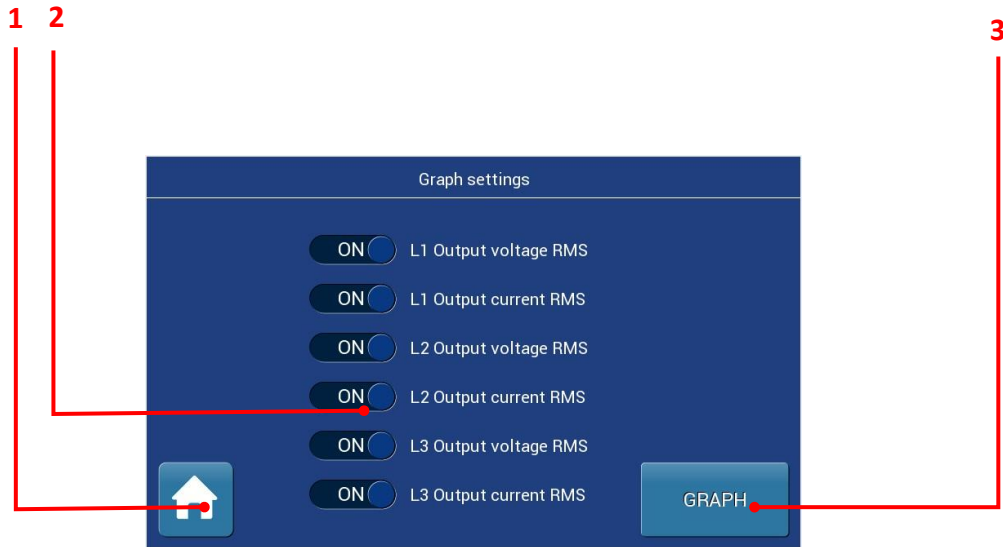 1 2 3
Graph settings
ON L1 Output voltage RMS
ON L1 Output current RMS
ON L2 Output voltage RMS
ON L2 Output current RMS
ON L3 Output voltage RMS
ON L3 Output current RMS
GRAPH